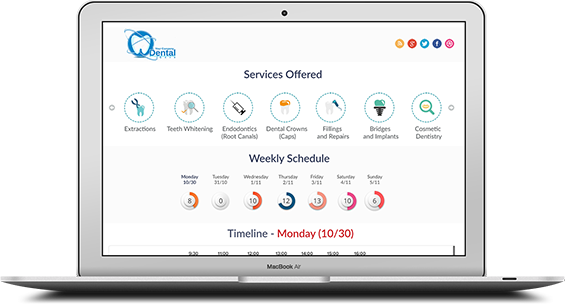 Dental
Services Offered
Extractions
Teeth Whitening
Endodontics
(Root Canals)
Dental Crowns
(Caps)
Fillings
and Repairs
Bridges
and Implants
Cosmetic
Dentistry
Weekly Schedule
Monday Tuesday Wednesday Thursday Friday Saturday Sunday
10/30 31/10 1/11 2/11 3/11 4/11 5/11
8 0 10 12 13 10 6
Timeline - Monday (10/30)
9:30 11:00 12:00 13:00 14:00 15:00 16:00
MacBook Air